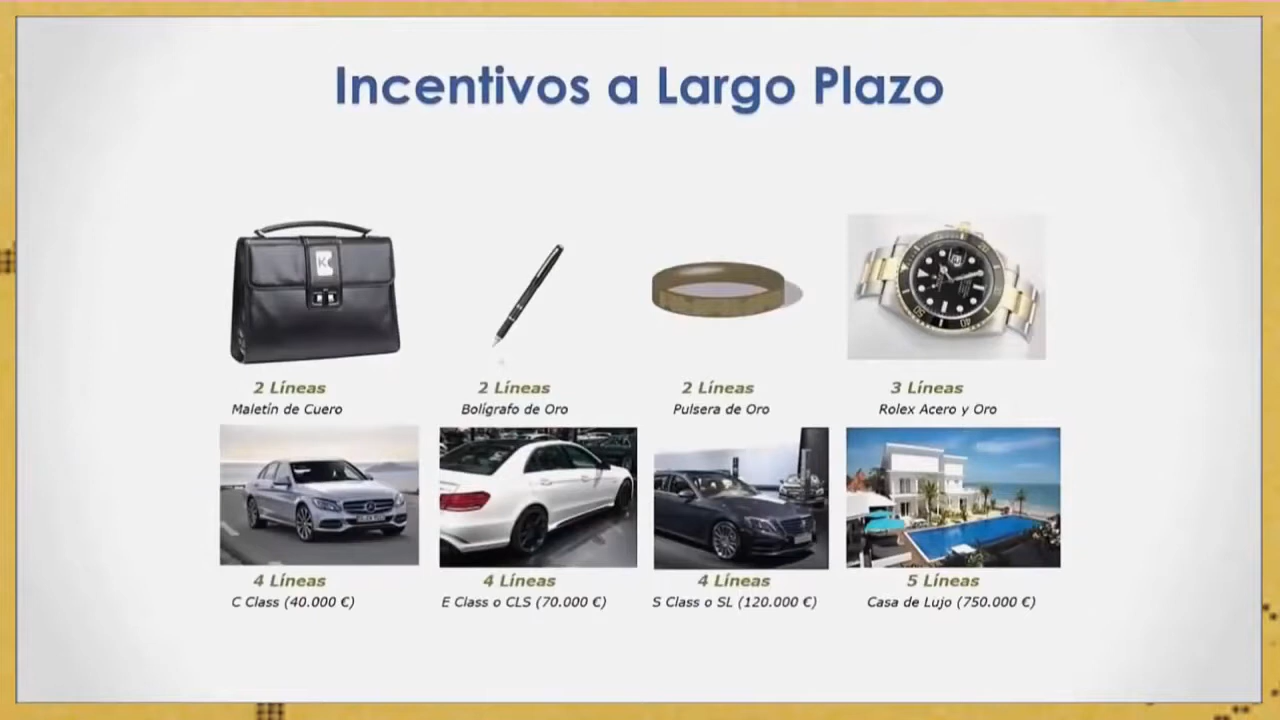 Incentivos a Largo Plazo
K
2 Líneas
Maletín de Cuero
2 Líneas
Bolígrafo de Oro
2 Líneas
Pulsera de Oro
3 Líneas
Rolex Acero y Oro
4 Líneas
C Class (40.000 €)
4 Líneas
E Class o CLS (70.000 €)
4 Líneas
S Class o SL (120.000 €)
5 Líneas
Casa de Lujo (750.000 €)